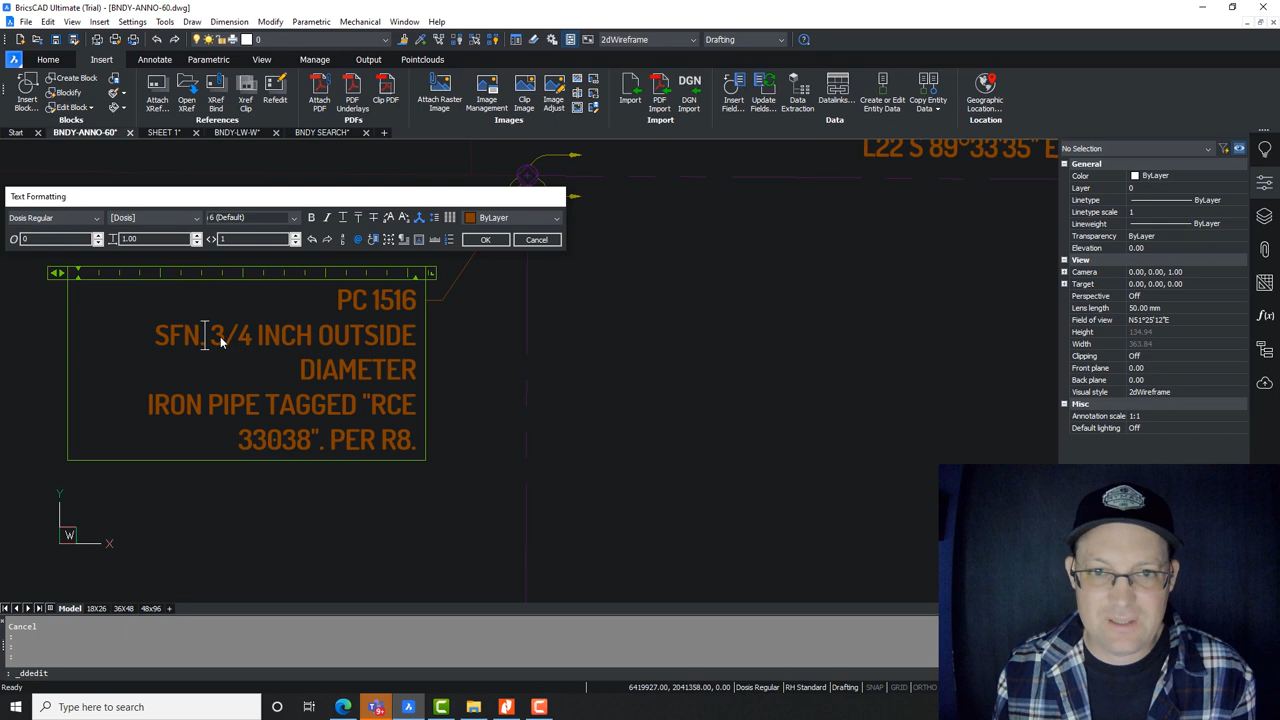 BricsCAD Ultimate (Trial) - [BNDY-ANNO-60.dwg]
File Edit View Insert Settings Tools Draw Dimension Modify Parametric Mechanical Window Help
0 2dWireframe Drafting
Home Insert Annotate Parametric View Manage Output Pointclouds
Insert Block... Create Block Blockify Edit Block Attach XRef Open XRef XRef Bind Refedit Attach PDF PDF Underlays Clip PDF Attach Raster Image Image Management Clip Image Image Adjust Import PDF Import DGN Import Insert Field... Update Fields Data Extraction Datalinks... Create or Edit Entity Data Copy Entity Data Geographic Location...
Blocks References PDFs Images Import Data Location
Start BNDY-ANNO-60* SHEET 1* BNDY-LW-W* BNDY SEARCH*
L22 S 89°33'35" E
Text Formatting
Dosis Regular [Dosis] 6 (Default) ByLayer
0 1.00 1 OK Cancel
PC 1516
SFN. 3/4 INCH OUTSIDE
DIAMETER
IRON PIPE TAGGED "RCE
33038". PER R8.
Y
W X
No Selection
General
Color ByLayer
Layer 0
Linetype ByLayer
Linetype scale 1
Lineweight ByLayer
Transparency ByLayer
Elevation 0.00
View
Camera 0.00, 0.00, 1.00
Target 0.00, 0.00, 0.00
Perspective Off
Lens length 50.00 mm
Field of view N51°25'12"E
Height 134.94
Width 363.84
Clipping Off
Front plane 0.00
Back plane 0.00
Visual style 2dWireframe
Misc
Annotation scale 1:1
Default lighting Off
Model 18X26 36X48 48x96
Cancel
:
:
:
: _ddedit
Ready 6419927.00, 2041358.00, 0.00 Dosis Regular RH Standard Drafting SNAP GRID ORTHO
Type here to search